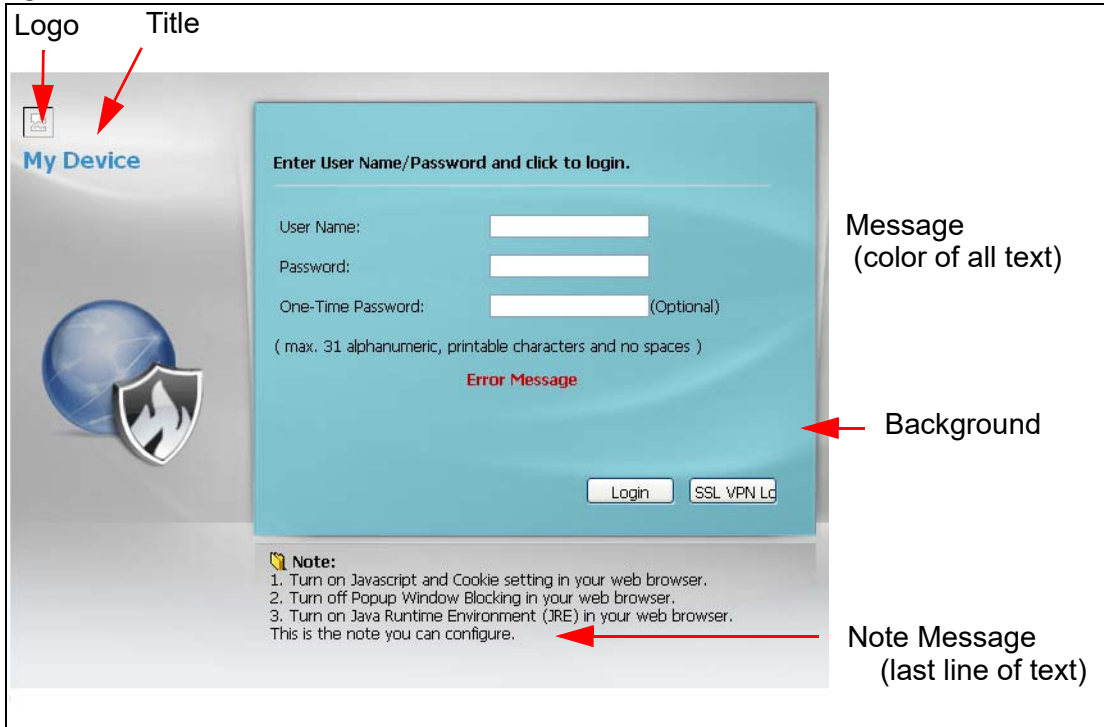 Logo
Title
My Device
Enter User Name/Password and click to login.
User Name:
Password:
One-Time Password:
(Optional)
( max. 31 alphanumeric, printable characters and no spaces )
Error Message
Login
SSL VPN Lo
Message
(color of all text)
Background
Note:
1. Turn on Javascript and Cookie setting in your web browser.
2. Turn off Popup Window Blocking in your web browser.
3. Turn on Java Runtime Environment (JRE) in your web browser.
This is the note you can configure.
Note Message
(last line of text)